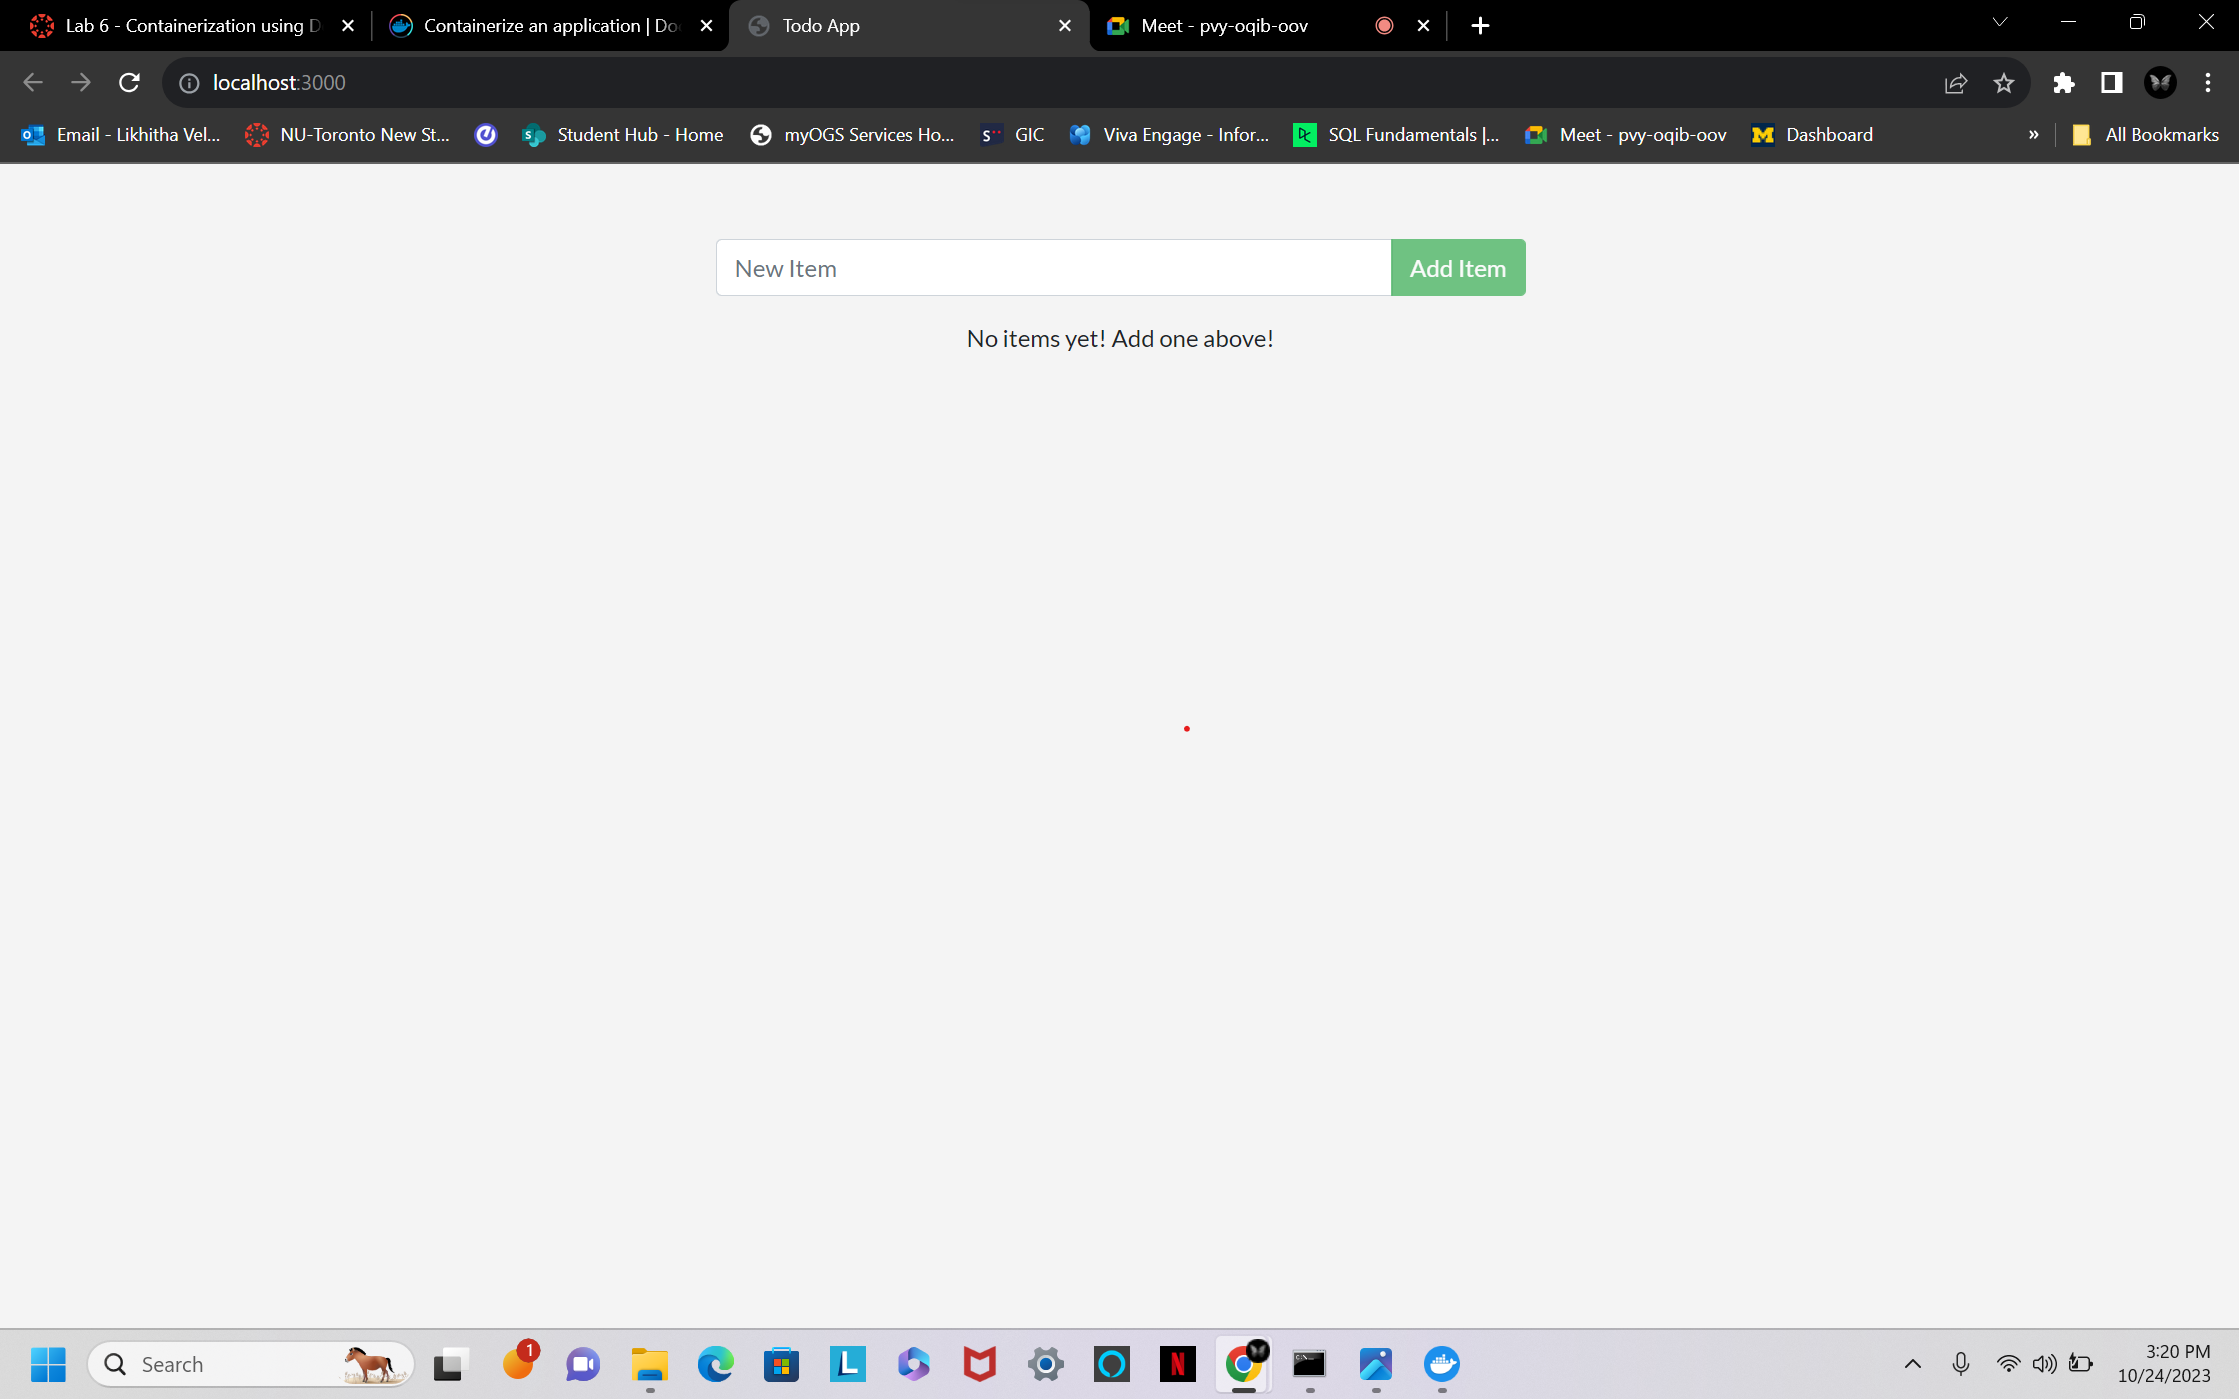 Lab 6 - Containerization using D
Containerize an application | Do
Todo App
Meet - pvy-oqib-oov
localhost:3000
Email - Likhitha Vel...
NU-Toronto New St...
Student Hub - Home
myOGS Services Ho...
GIC
Viva Engage - Infor...
SQL Fundamentals |...
Meet - pvy-oqib-oov
Dashboard
»
All Bookmarks
New Item
Add Item
No items yet! Add one above!
Search
1
3:20 PM
10/24/2023